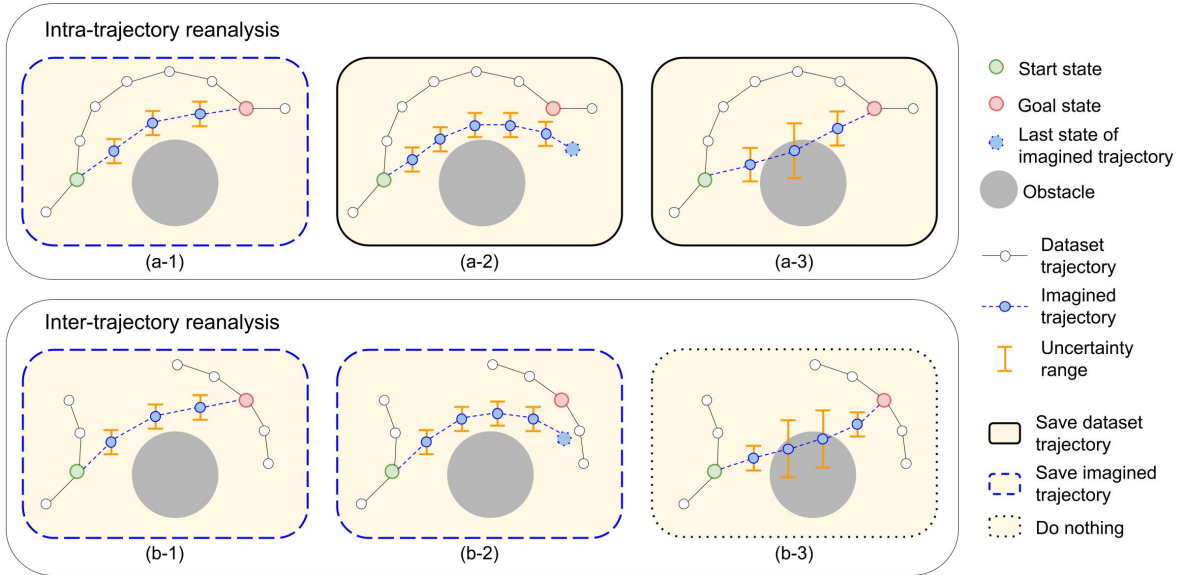 Intra-trajectory reanalysis
(a-1)
(a-2)
(a-3)
Inter-trajectory reanalysis
(b-1)
(b-2)
(b-3)
Start state
Goal state
Last state of
imagined trajectory
Obstacle
Dataset
trajectory
Imagined
trajectory
Uncertainty
range
Save dataset
trajectory
Save imagined
trajectory
Do nothing